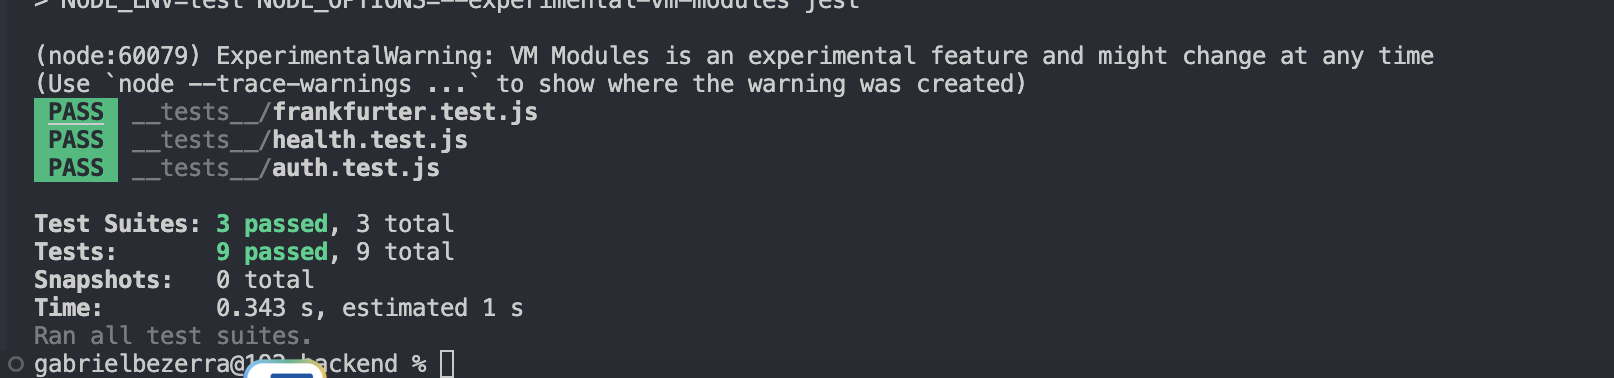 > NODE_ENV=test NODE_OPTIONS=--experimental-vm-modules jest
(node:60079) ExperimentalWarning: VM Modules is an experimental feature and might change at any time
(Use `node --trace-warnings ...` to show where the warning was created)
PASS __tests__/frankfurter.test.js
PASS __tests__/health.test.js
PASS __tests__/auth.test.js
Test Suites: 3 passed, 3 total
Tests: 9 passed, 9 total
Snapshots: 0 total
Time: 0.343 s, estimated 1 s
Ran all test suites.
gabrielbezerra@192 backend %